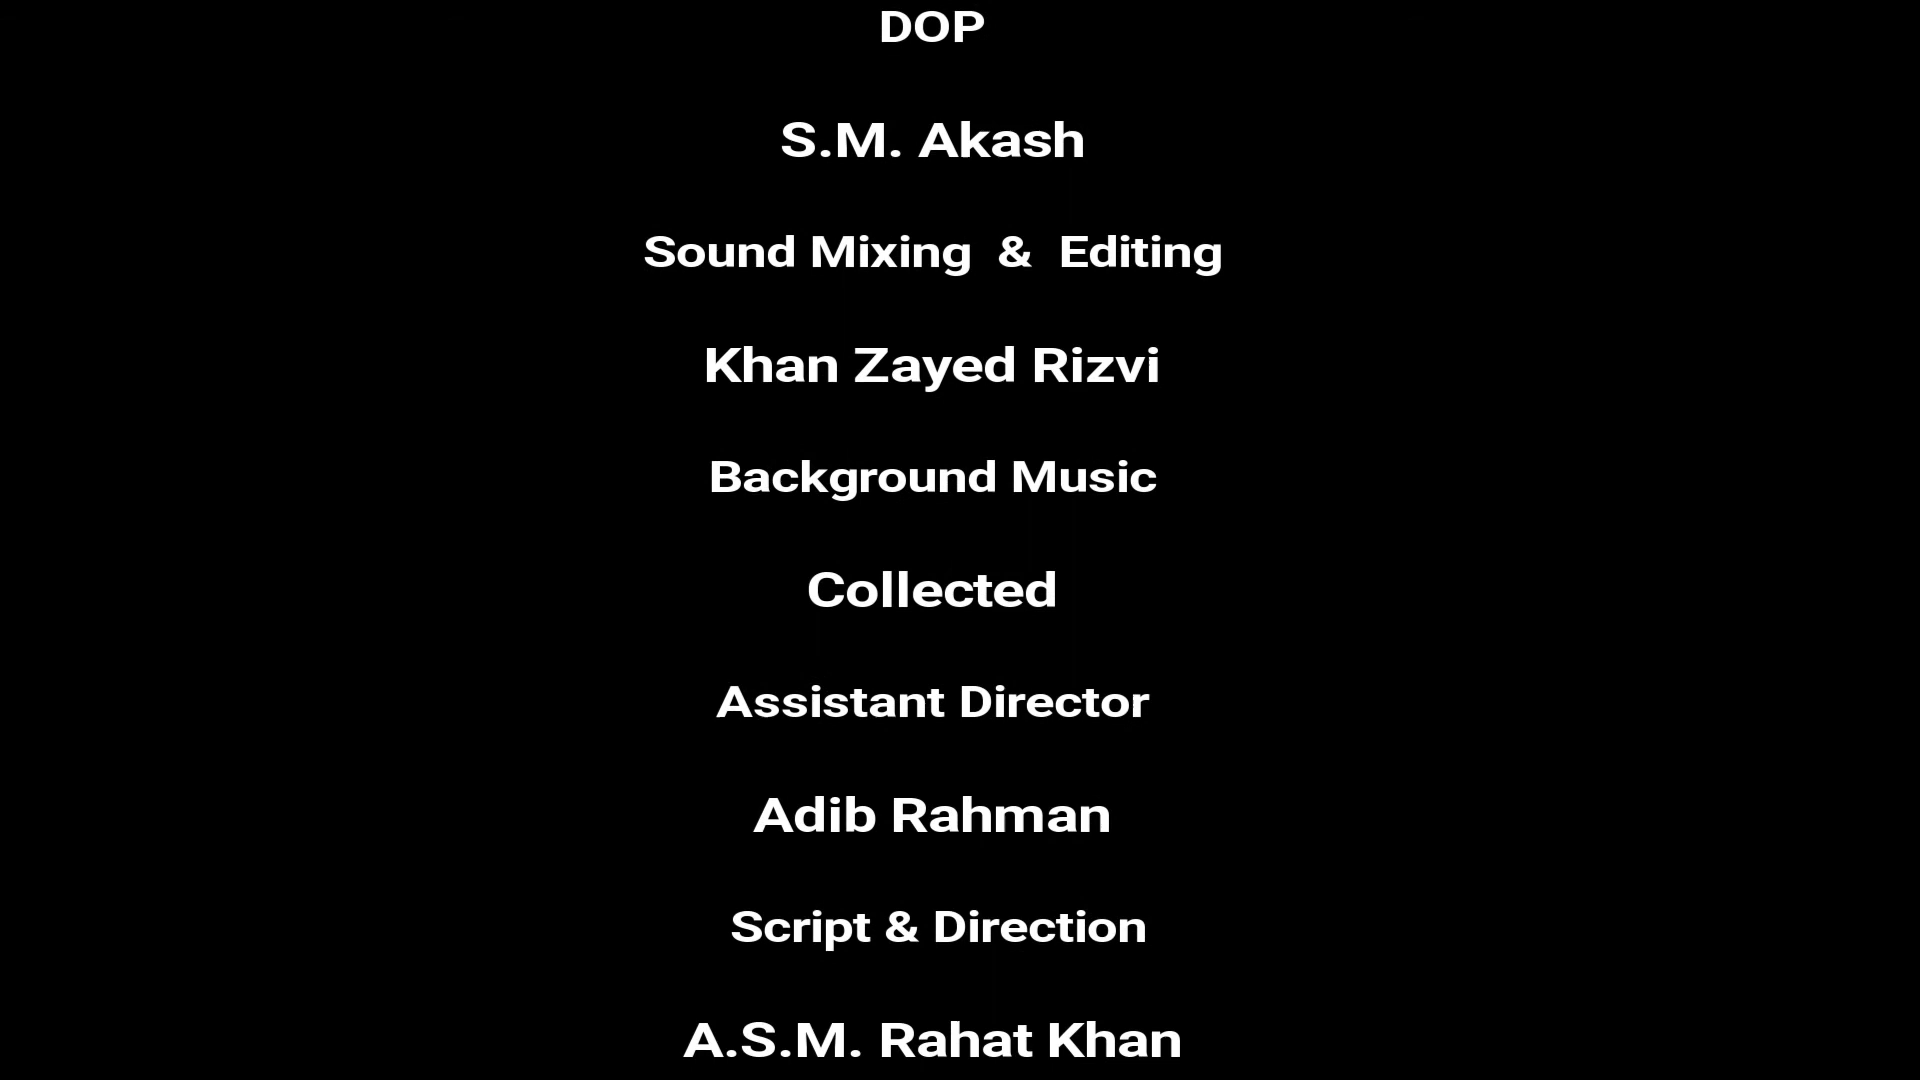 DOP
S.M. Akash
Sound Mixing & Editing
Khan Zayed Rizvi
Background Music
Collected
Assistant Director
Adib Rahman
Script & Direction
A.S.M. Rahat Khan